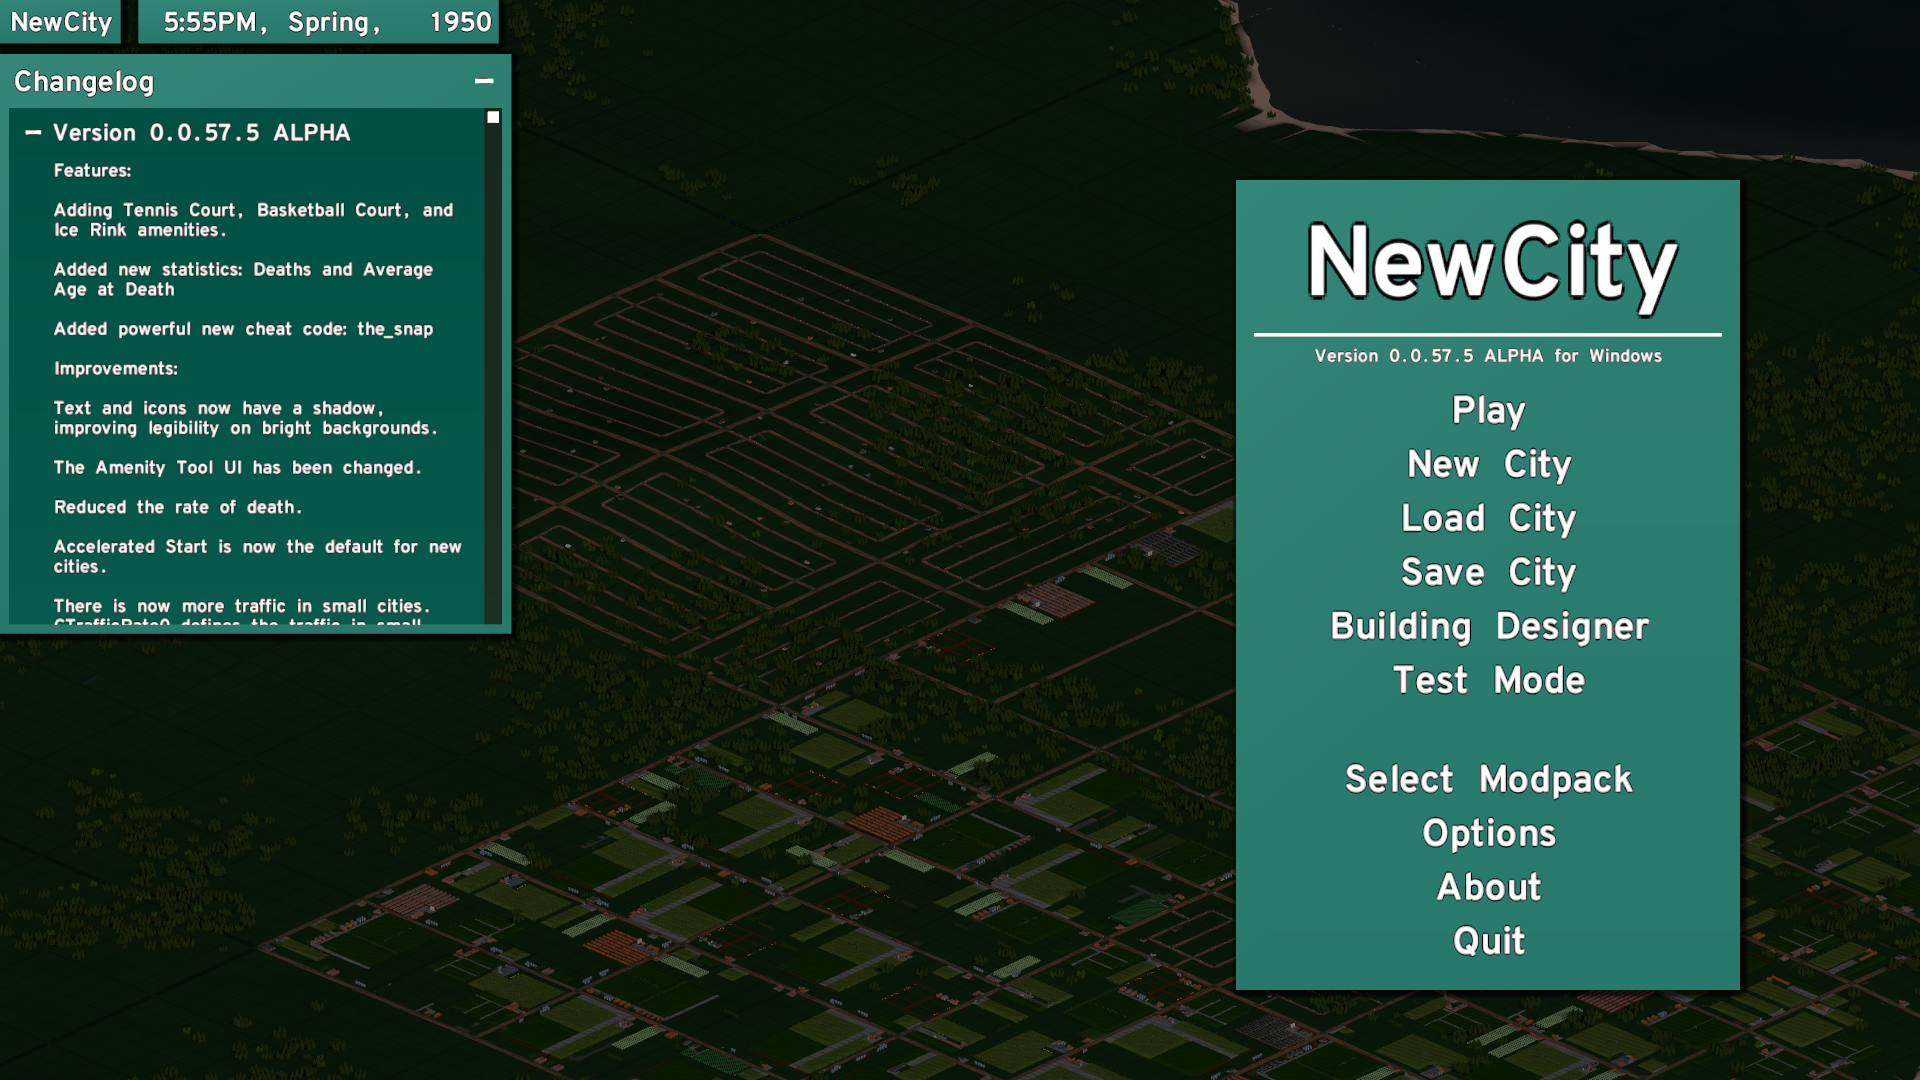 NewCity
5:55PM, Spring, 1950
Changelog
Version 0.0.57.5 ALPHA
Features:
Adding Tennis Court, Basketball Court, and
Ice Rink amenities.
Added new statistics: Deaths and Average
Age at Death
Added powerful new cheat code: the_snap
Improvements:
Text and icons now have a shadow,
improving legibility on bright backgrounds.
The Amenity Tool UI has been changed.
Reduced the rate of death.
Accelerated Start is now the default for new
cities.
There is now more traffic in small cities.
defines the traffic in small
NewCity
Version 0.0.57.5 ALPHA for Windows
Play
New City
Load City
Save City
Building Designer
Test Mode
Select Modpack
Options
About
Quit